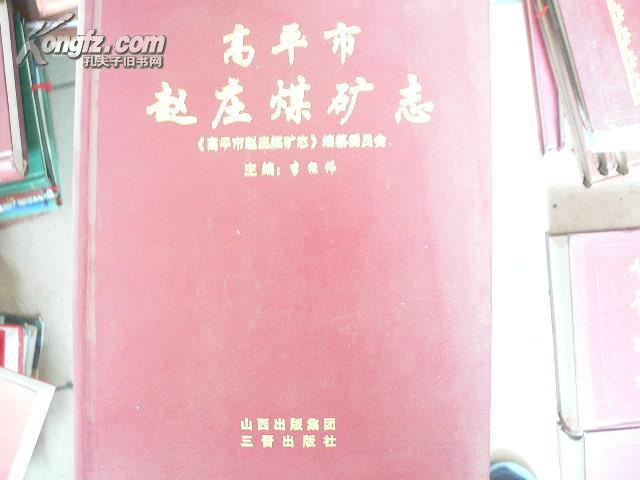 Kongfz.com
孔夫子旧书网
高平市
赵庄煤矿志
《高平市赵庄煤矿志》编纂委员会
主编:李
山西出版集团
三晋出版社